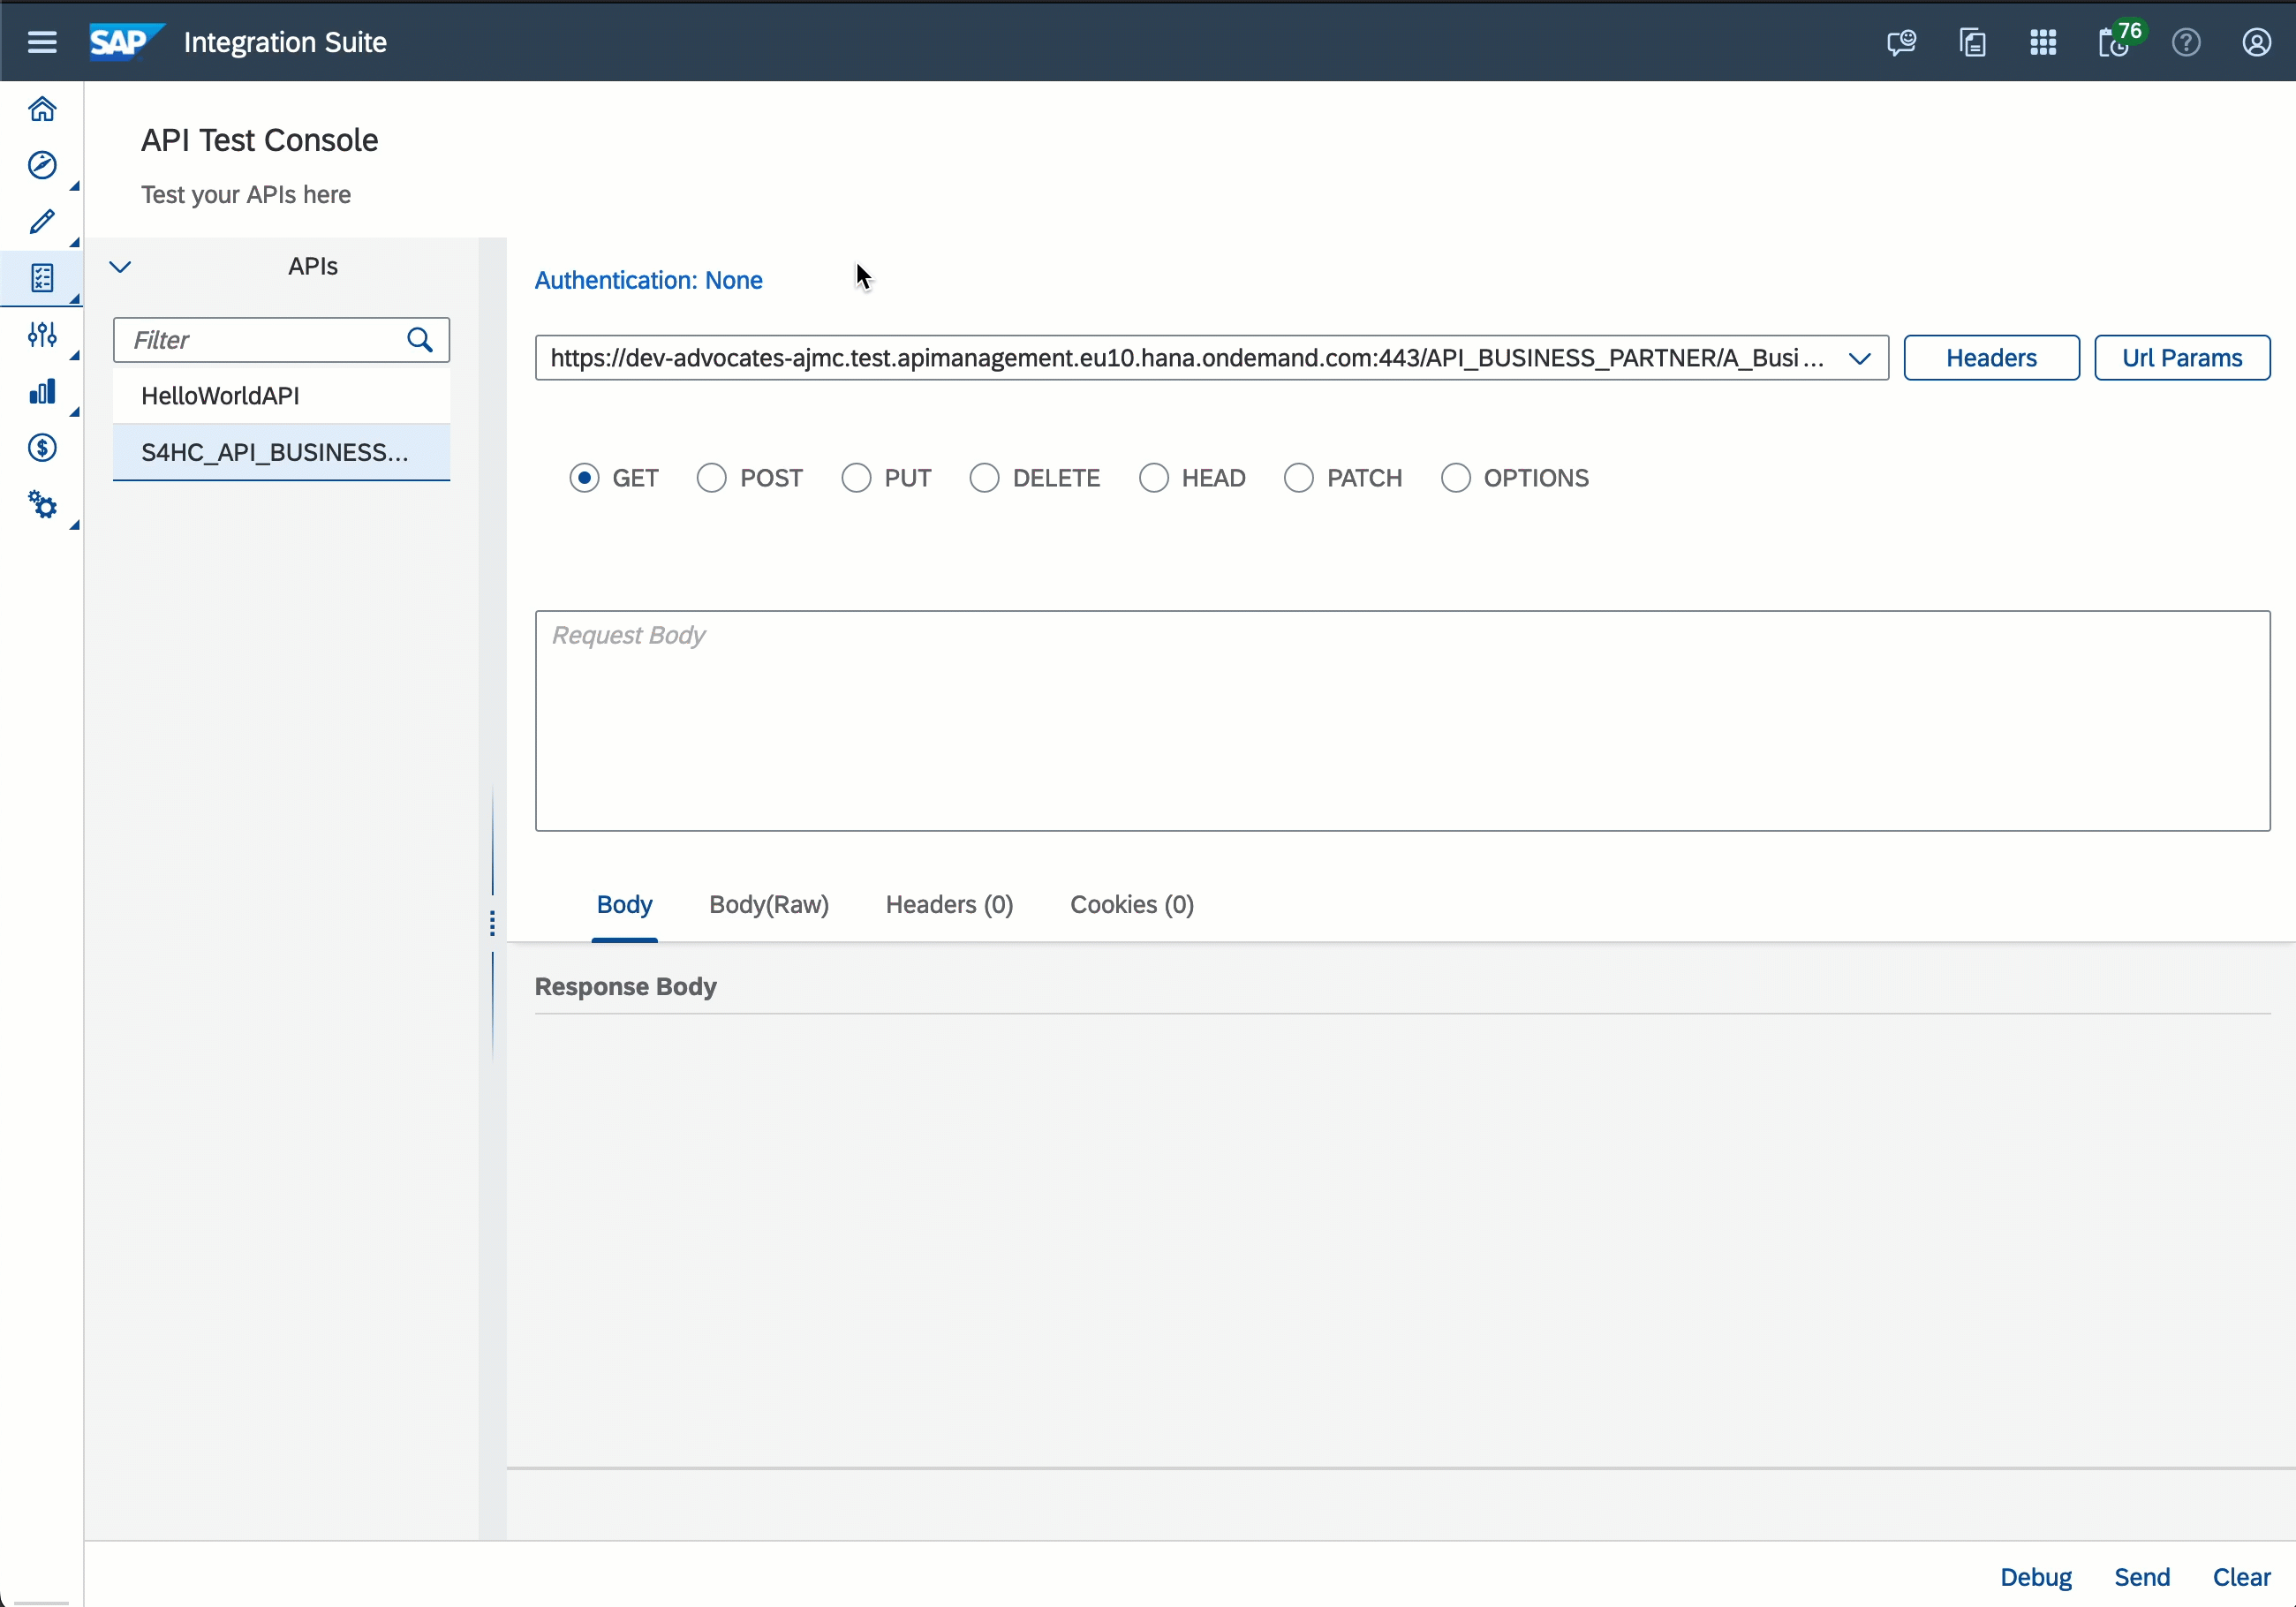 SAP Integration Suite
76
API Test Console
Test your APIs here
APIs
Filter
HelloWorldAPI
S4HC_API_BUSINESS...
Authentication: None
https://dev-advocates-ajmc.test.apimanagement.eu10.hana.ondemand.com:443/API_BUSINESS_PARTNER/A_Busi...
Headers
Url Params
GET POST PUT DELETE HEAD PATCH OPTIONS
Request Body
Body Body(Raw) Headers (0) Cookies (0)
Response Body
Debug Send Clear